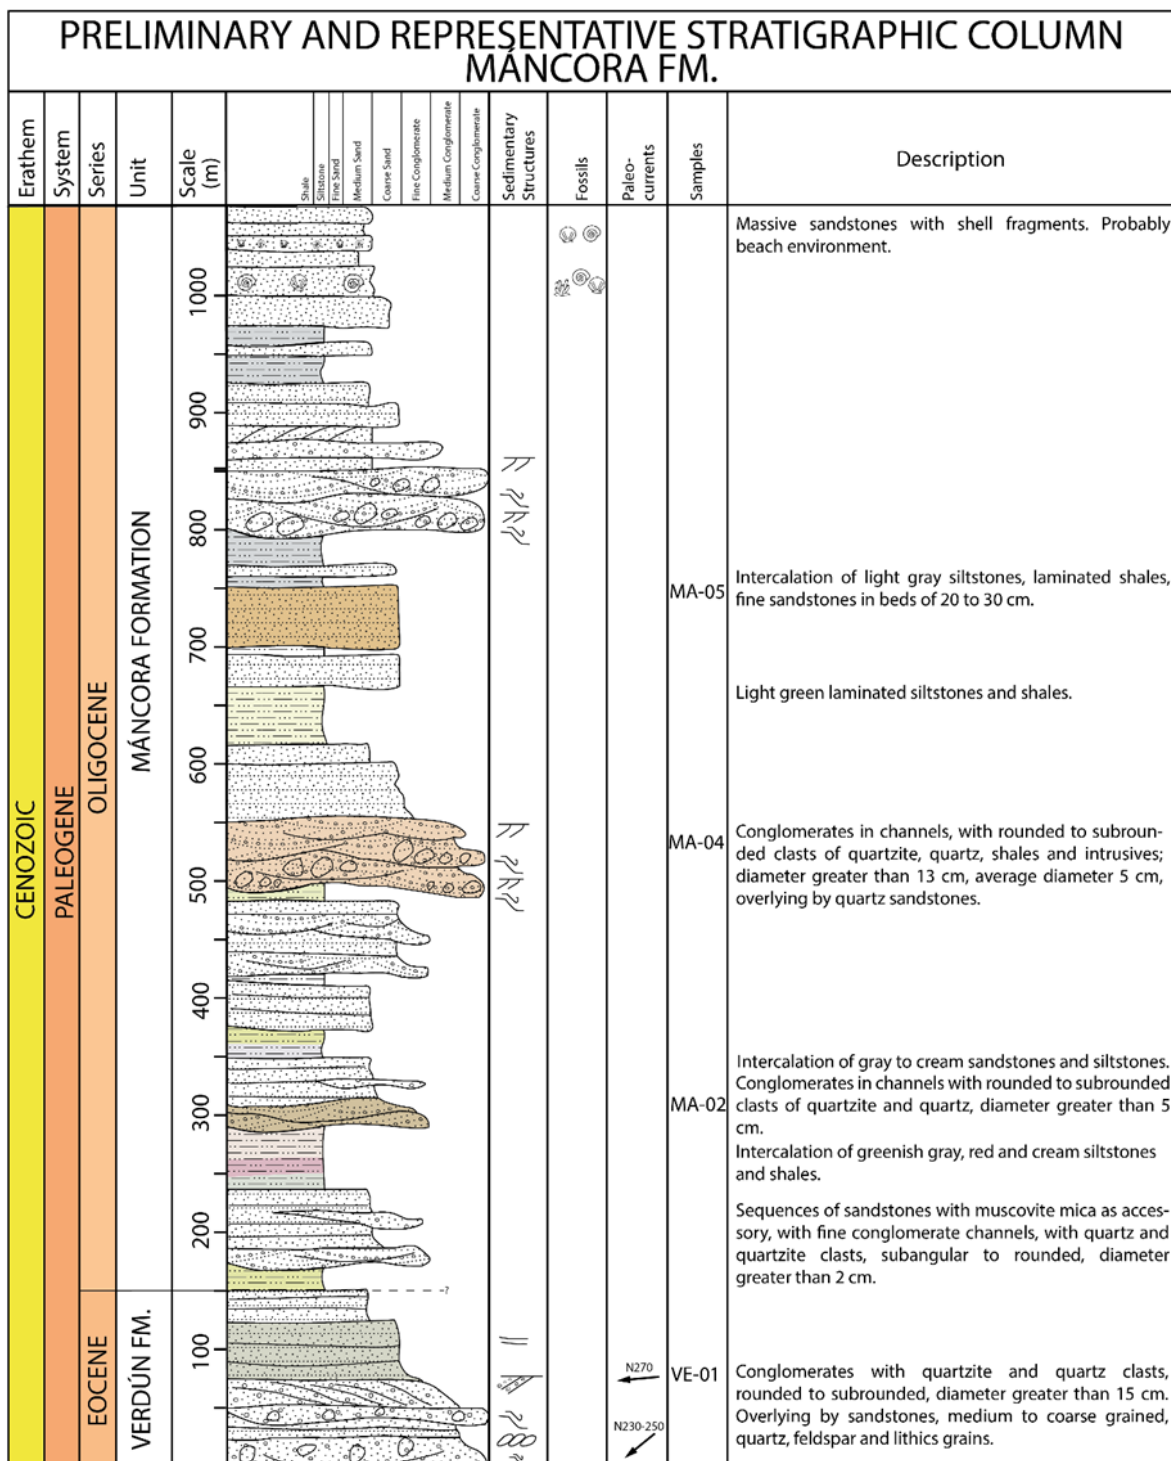 PRELIMINARY AND REPRESENTATIVE STRATIGRAPHIC COLUMN
MÁNCORA FM.
Erathem
System
Series
Unit
Scale
(m)
Shale
Siltstone
Fine Sand
Medium Sand
Coarse Sand
Fine Conglomerate
Medium Conglomerate
Coarse Conglomerate
Sedimentary
Structures
Fossils
Paleo-
currents
Samples
Description
CENOZOIC
PALEOGENE
OLIGOCENE
EOCENE
MÁNCORA FORMATION
VERDÚN FM.
1000
900
800
700
600
500
400
300
200
100
?
N270
N230-250
MA-05
MA-04
MA-02
VE-01
Massive sandstones with shell fragments. Probably
beach environment.
Intercalation of light gray siltstones, laminated shales,
fine sandstones in beds of 20 to 30 cm.
Light green laminated siltstones and shales.
Conglomerates in channels, with rounded to subroun-
ded clasts of quartzite, quartz, shales and intrusives;
diameter greater than 13 cm, average diameter 5 cm,
overlying by quartz sandstones.
Intercalation of gray to cream sandstones and siltstones.
Conglomerates in channels with rounded to subrounded
clasts of quartzite and quartz, diameter greater than 5
cm.
Intercalation of greenish gray, red and cream siltstones
and shales.
Sequences of sandstones with muscovite mica as acces-
sory, with fine conglomerate channels, with quartz and
quartzite clasts, subangular to rounded, diameter
greater than 2 cm.
Conglomerates with quartzite and quartz clasts,
rounded to subrounded, diameter greater than 15 cm.
Overlying by sandstones, medium to coarse grained,
quartz, feldspar and lithics grains.